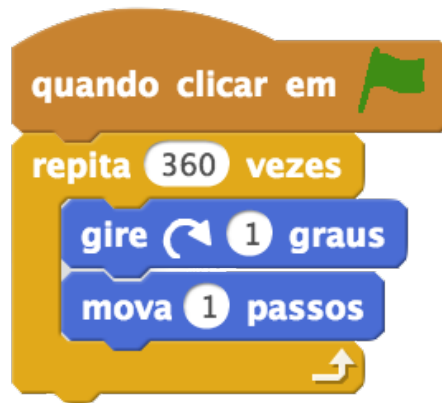 quando clicar em
repita 360 vezes
gire 1 graus
mova 1 passos